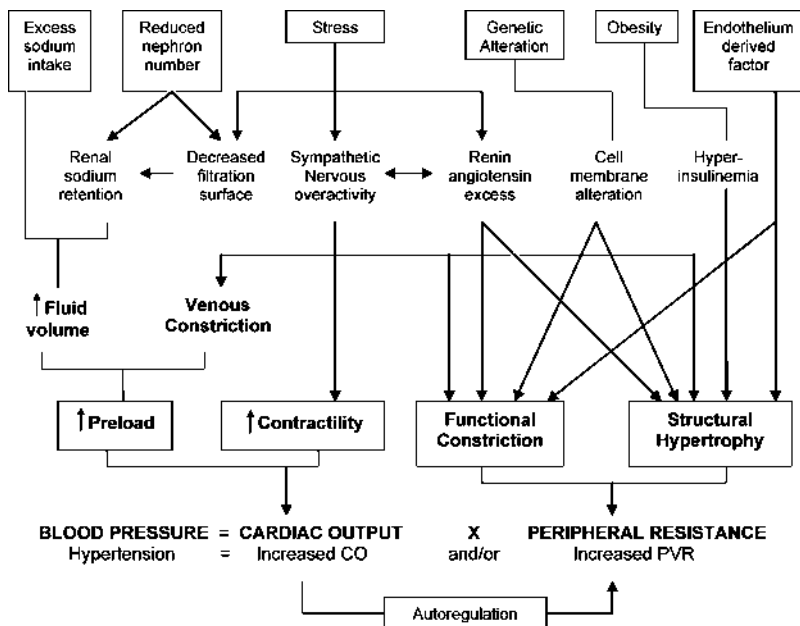 Excess
sodium
intake
Reduced
nephron
number
Stress
Genetic
Alteration
Obesity
Endothelium
derived
factor
Renal
sodium
retention
Decreased
filtration
surface
Sympathetic
Nervous
overactivity
Renin
angiotensin
excess
Cell
membrane
alteration
Hyper-
insulinemia
↑ Fluid
volume
Venous
Constriction
↑ Preload
↑ Contractility
Functional
Constriction
Structural
Hypertrophy
BLOOD PRESSURE = CARDIAC OUTPUT X PERIPHERAL RESISTANCE
Hypertension = Increased CO and/or Increased PVR
Autoregulation